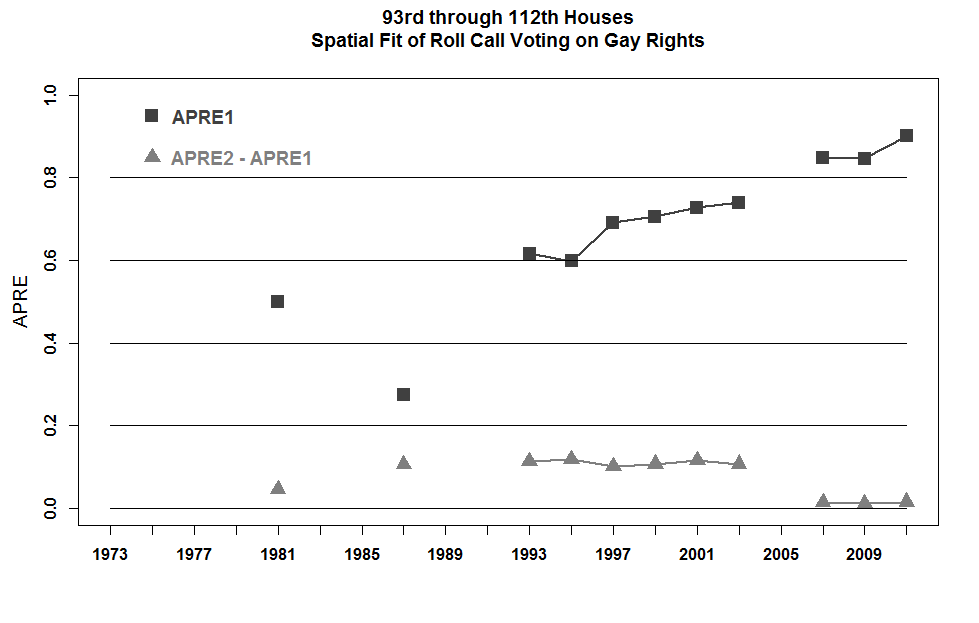 93rd through 112th Houses
Spatial Fit of Roll Call Voting on Gay Rights
APRE1
APRE2 - APRE1
APRE
1.0
0.8
0.6
0.4
0.2
0.0
1973 1977 1981 1985 1989 1993 1997 2001 2005 2009